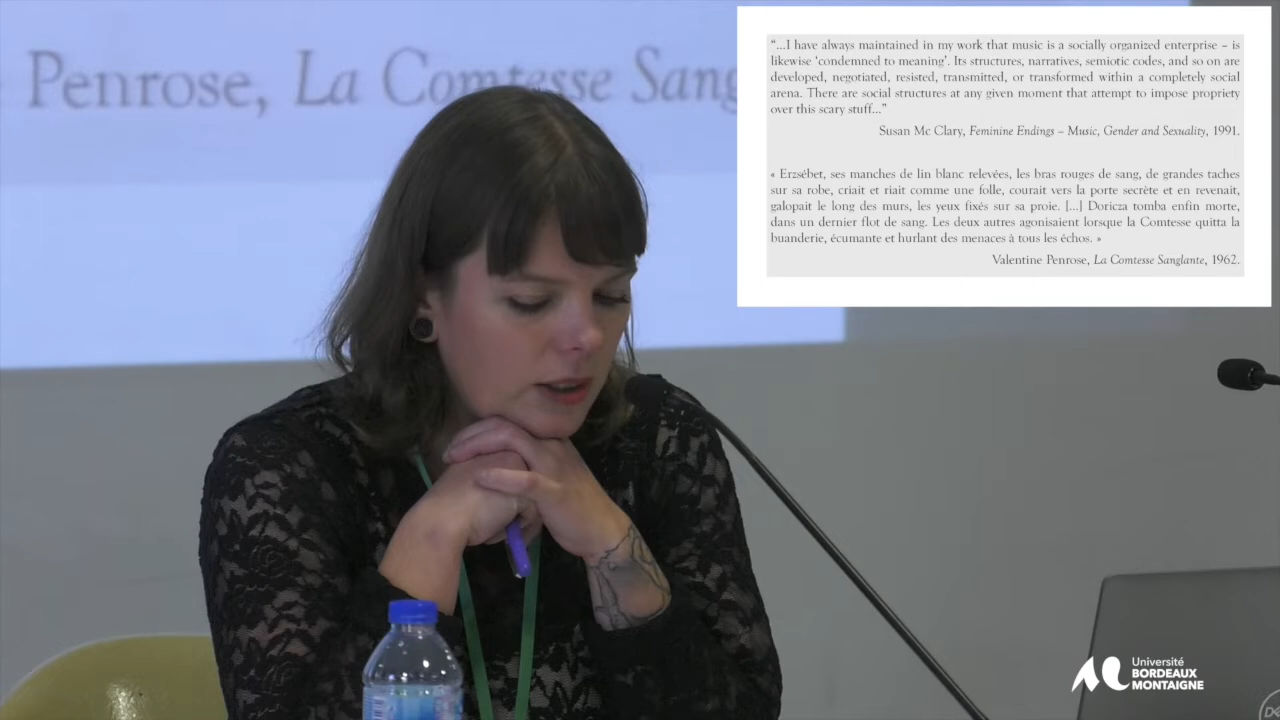 Penrose, La Comtesse Sang
“...I have always maintained in my work that music is a socially organized enterprise – is
likewise ‘condemned to meaning’. Its structures, narratives, semiotic codes, and so on are
developed, negotiated, resisted, transmitted, or transformed within a completely social
arena. There are social structures at any given moment that attempt to impose propriety
over this scary stuff...”
Susan Mc Clary, Feminine Endings – Music, Gender and Sexuality, 1991.
« Erzsébet, ses manches de lin blanc relevées, les bras rouges de sang, de grandes taches
sur sa robe, criait et riait comme une folle, courait vers la porte secrète et en revenait,
galopait le long des murs, les yeux fixés sur sa proie. [...] Doricza tomba enfin morte,
dans un dernier flot de sang. Les deux autres agonisaient lorsque la Comtesse quitta la
buanderie, écumante et hurlant des menaces à tous les échos. »
Valentine Penrose, La Comtesse Sanglante, 1962.
Université
BORDEAUX
MONTAIGNE